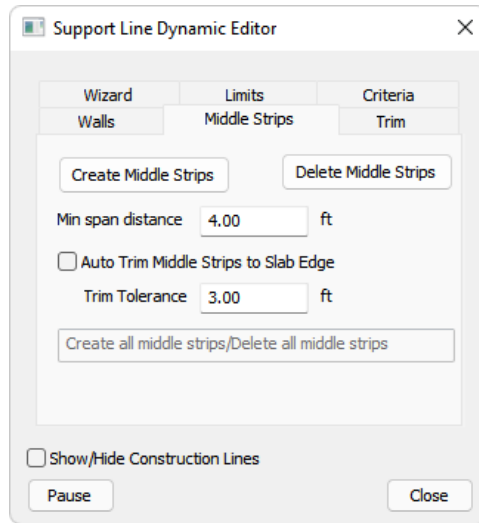 Support Line Dynamic Editor
Wizard Limits Criteria
Walls Middle Strips Trim
Create Middle Strips Delete Middle Strips
Min span distance 4.00 ft
Auto Trim Middle Strips to Slab Edge
Trim Tolerance 3.00 ft
Create all middle strips/Delete all middle strips
Show/Hide Construction Lines
Pause Close